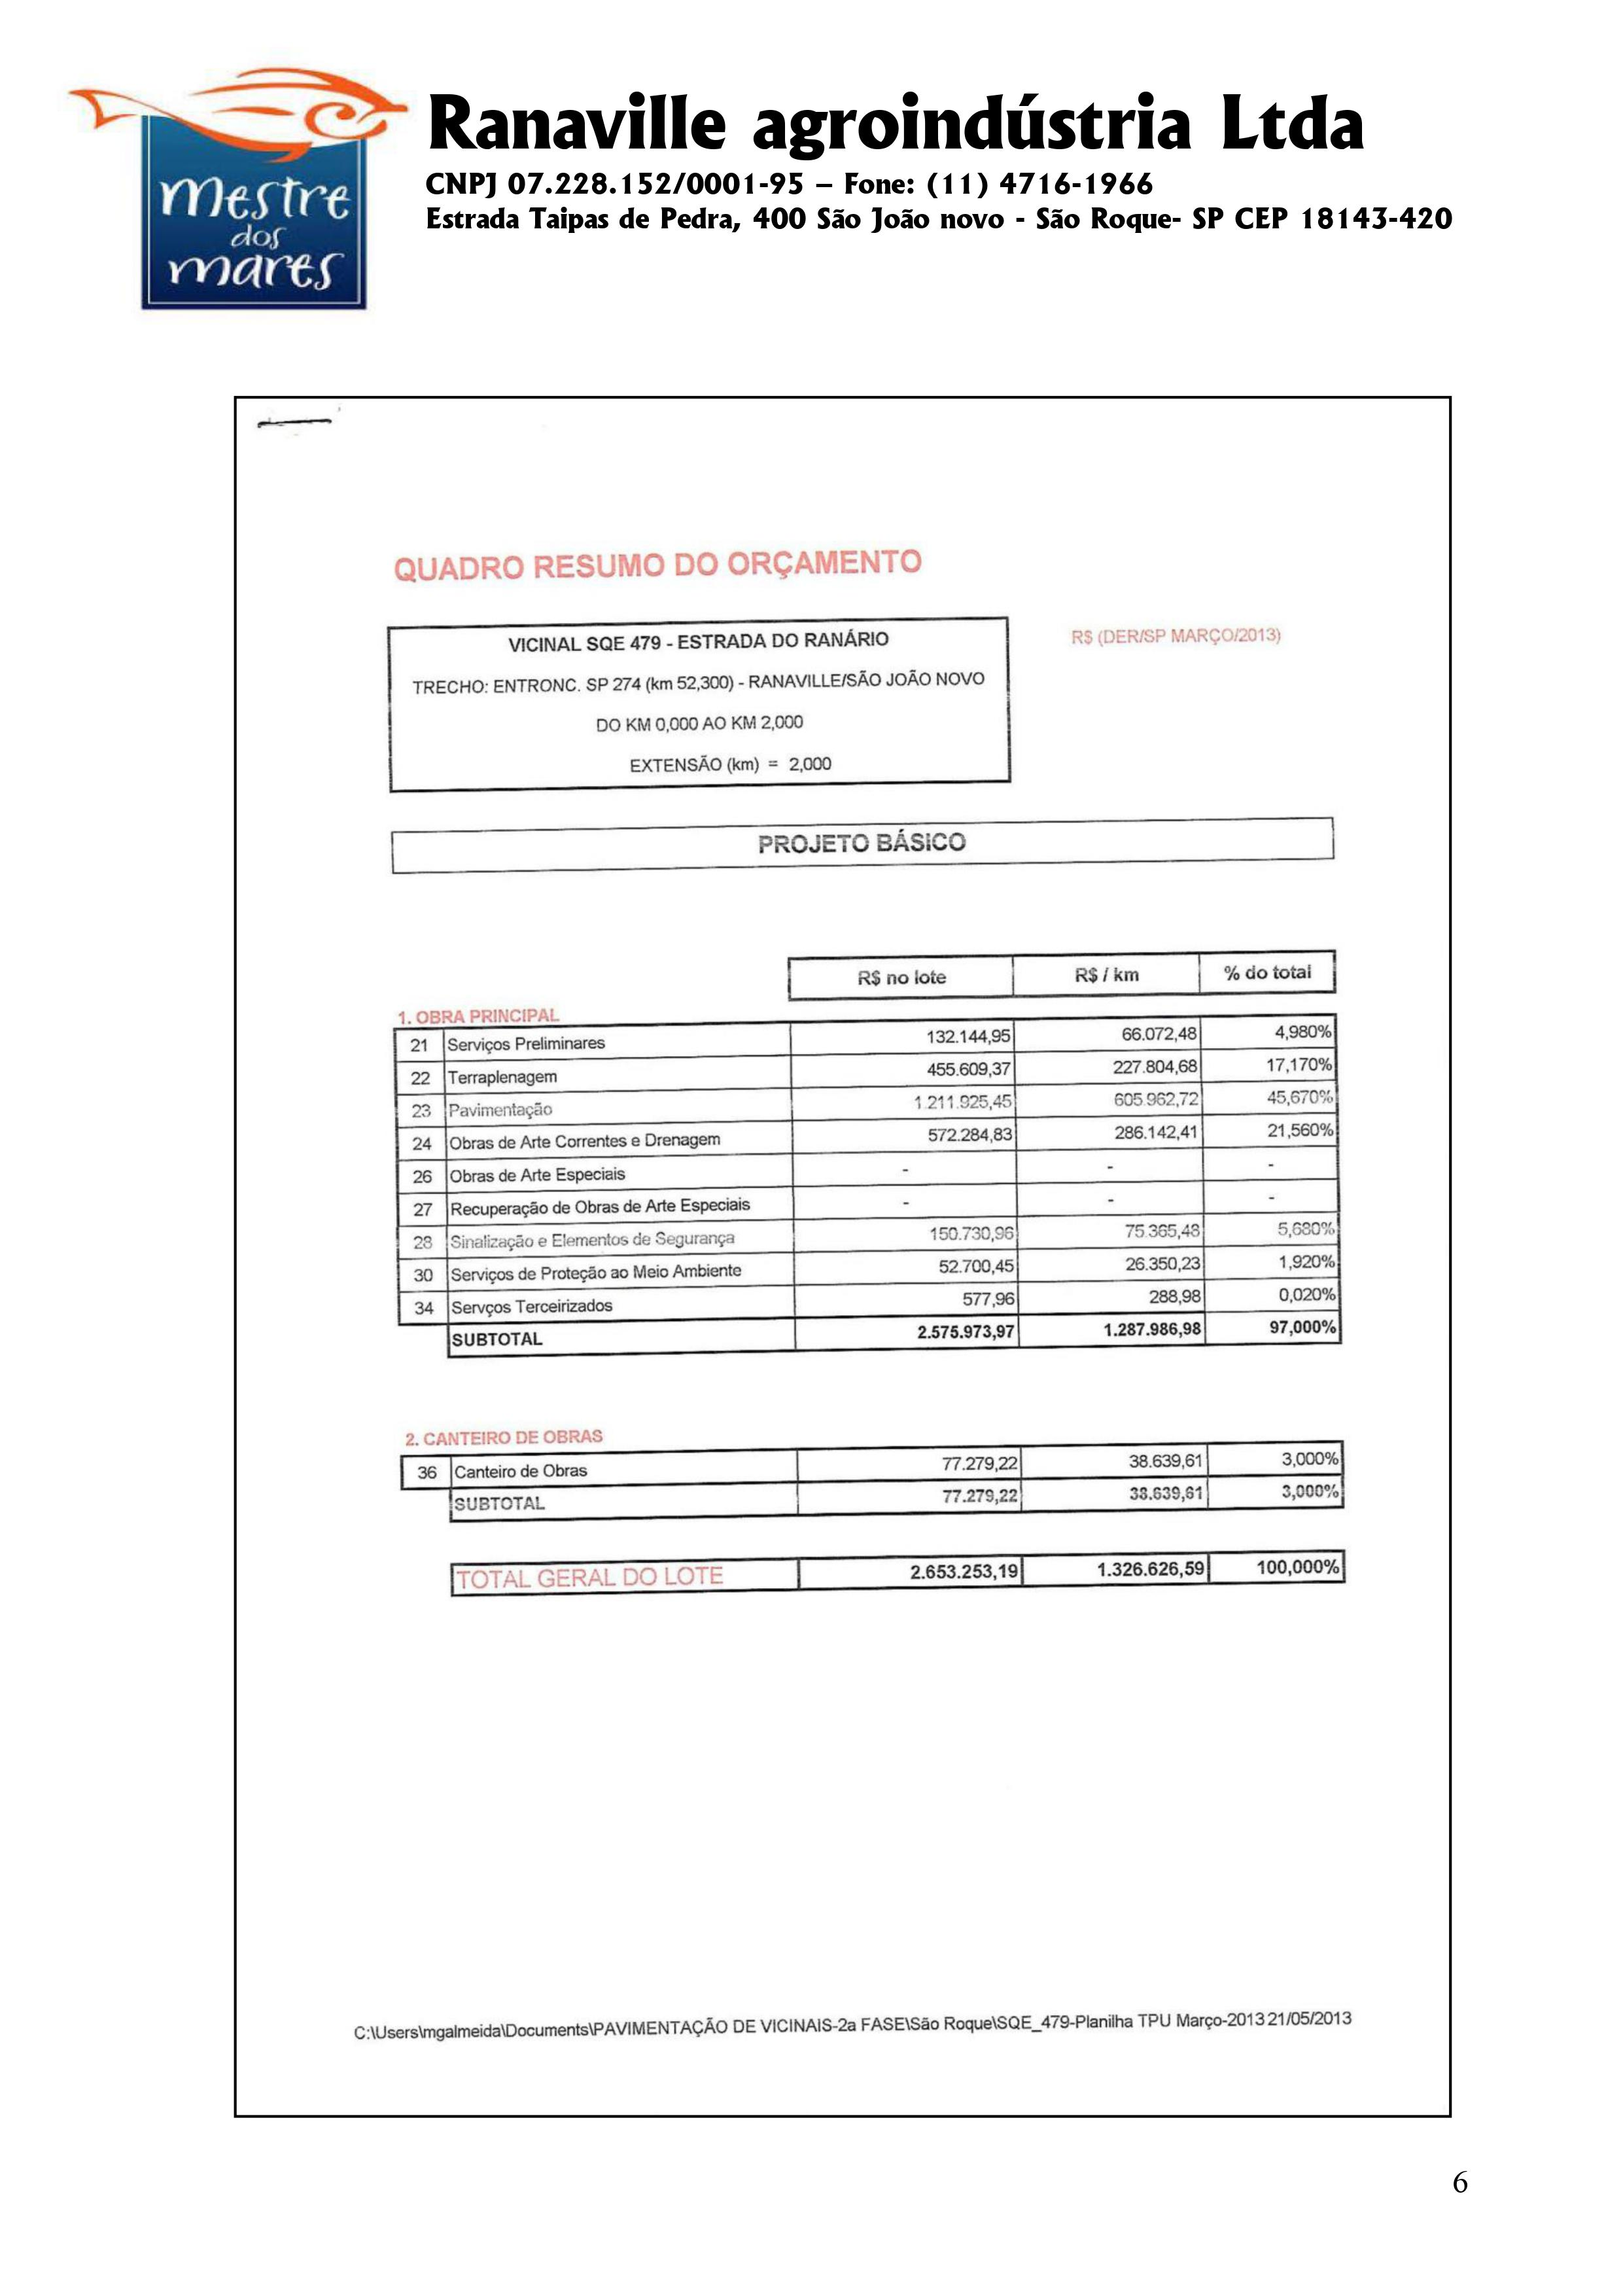 mestre
dos
mares
Ranaville agroindústria Ltda
CNPJ 07.228.152/0001-95 – Fone: (11) 4716-1966
Estrada Taipas de Pedra, 400 São João novo - São Roque- SP CEP 18143-420
QUADRO RESUMO DO ORÇAMENTO
VICINAL SQE 479 - ESTRADA DO RANÁRIO
R$ (DER/SP MARÇO/2013)
TRECHO: ENTRONC. SP 274 (km 52,300) - RANAVILLE/SÃO JOÃO NOVO
DO KM 0,000 AO KM 2,000
EXTENSÃO (km) = 2,000
PROJETO BÁSICO
R$ no lote R$ / km % do total
1. OBRA PRINCIPAL
21 Serviços Preliminares 132.144,95 66.072,48 4,980%
22 Terraplenagem 455.609,37 227.804,68 17,170%
23 Pavimentação 1.211.925,45 605.962,72 45,670%
24 Obras de Arte Correntes e Drenagem 572.284,83 286.142,41 21,560%
26 Obras de Arte Especiais - - -
27 Recuperação de Obras de Arte Especiais - - -
28 Sinalização e Elementos de Segurança 150.730,96 75.365,48 5,680%
30 Serviços de Proteção ao Meio Ambiente 52.700,45 26.350,23 1,920%
34 Servços Terceirizados 577,96 288,98 0,020%
SUBTOTAL 2.575.973,97 1.287.986,98 97,000%
2. CANTEIRO DE OBRAS
36 Canteiro de Obras 77.279,22 38.639,61 3,000%
SUBTOTAL 77.279,22 38.639,61 3,000%
TOTAL GERAL DO LOTE 2.653.253,19 1.326.626,59 100,000%
C:\Users\mgalmeida\Documents\PAVIMENTAÇÃO DE VICINAIS-2a FASE\São Roque\SQE_479-Planilha TPU Março-2013 21/05/2013
6